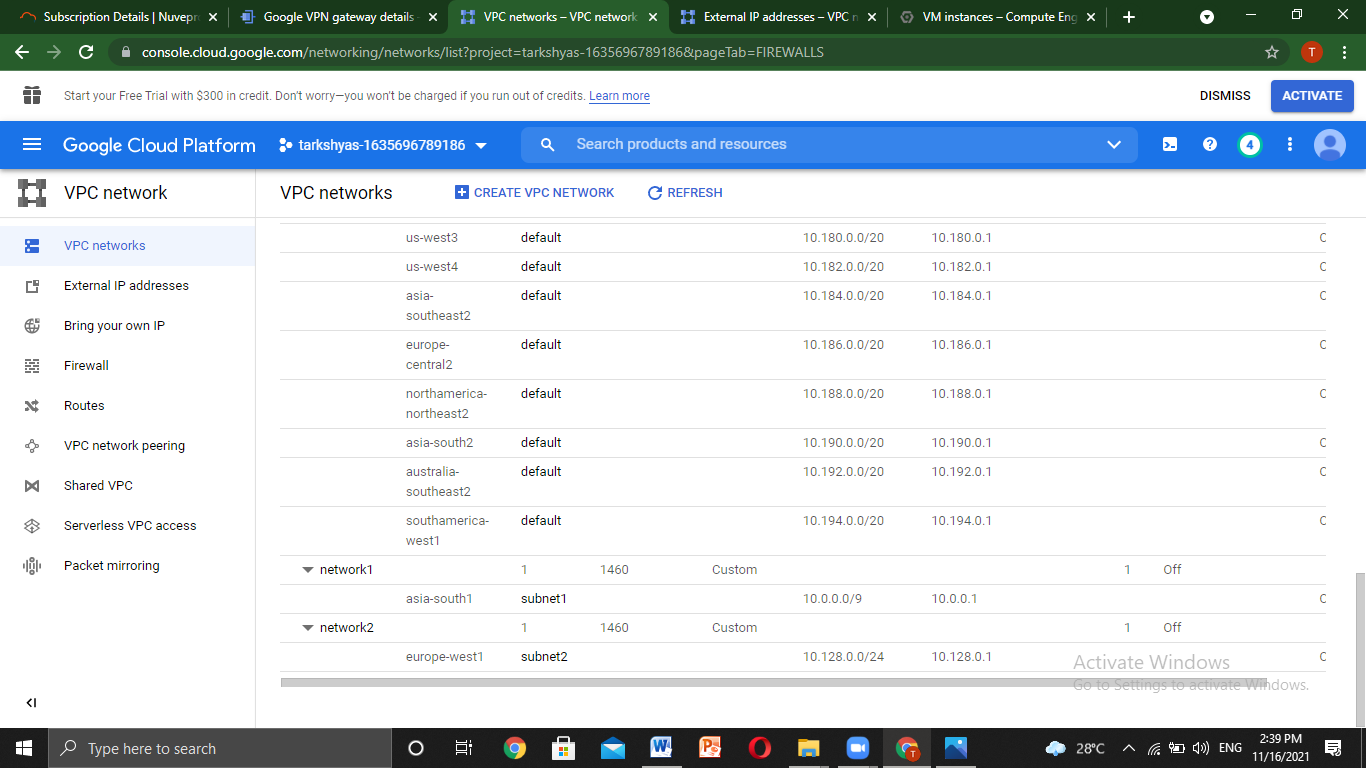 Subscription Details | Nuvepr
Google VPN gateway details
VPC networks – VPC network
External IP addresses – VPC n
VM instances – Compute Eng
console.cloud.google.com/networking/networks/list?project=tarkshyas-1635696789186&pageTab=FIREWALLS
T
Start your Free Trial with $300 in credit. Don't worry—you won't be charged if you run out of credits. Learn more
DISMISS
ACTIVATE
Google Cloud Platform
tarkshyas-1635696789186
Search products and resources
4
VPC network
VPC networks
CREATE VPC NETWORK
REFRESH
VPC networks
External IP addresses
Bring your own IP
Firewall
Routes
VPC network peering
Shared VPC
Serverless VPC access
Packet mirroring
us-west3 default 10.180.0.0/20 10.180.0.1
us-west4 default 10.182.0.0/20 10.182.0.1
asia- default 10.184.0.0/20 10.184.0.1
southeast2
europe- default 10.186.0.0/20 10.186.0.1
central2
northamerica- default 10.188.0.0/20 10.188.0.1
northeast2
asia-south2 default 10.190.0.0/20 10.190.0.1
australia- default 10.192.0.0/20 10.192.0.1
southeast2
southamerica- default 10.194.0.0/20 10.194.0.1
west1
network1 1 1460 Custom 1 Off
asia-south1 subnet1 10.0.0.0/9 10.0.0.1
network2 1 1460 Custom 1 Off
europe-west1 subnet2 10.128.0.0/24 10.128.0.1
Activate Windows
Go to Settings to activate Windows.
Type here to search
28°C
ENG
2:39 PM
11/16/2021